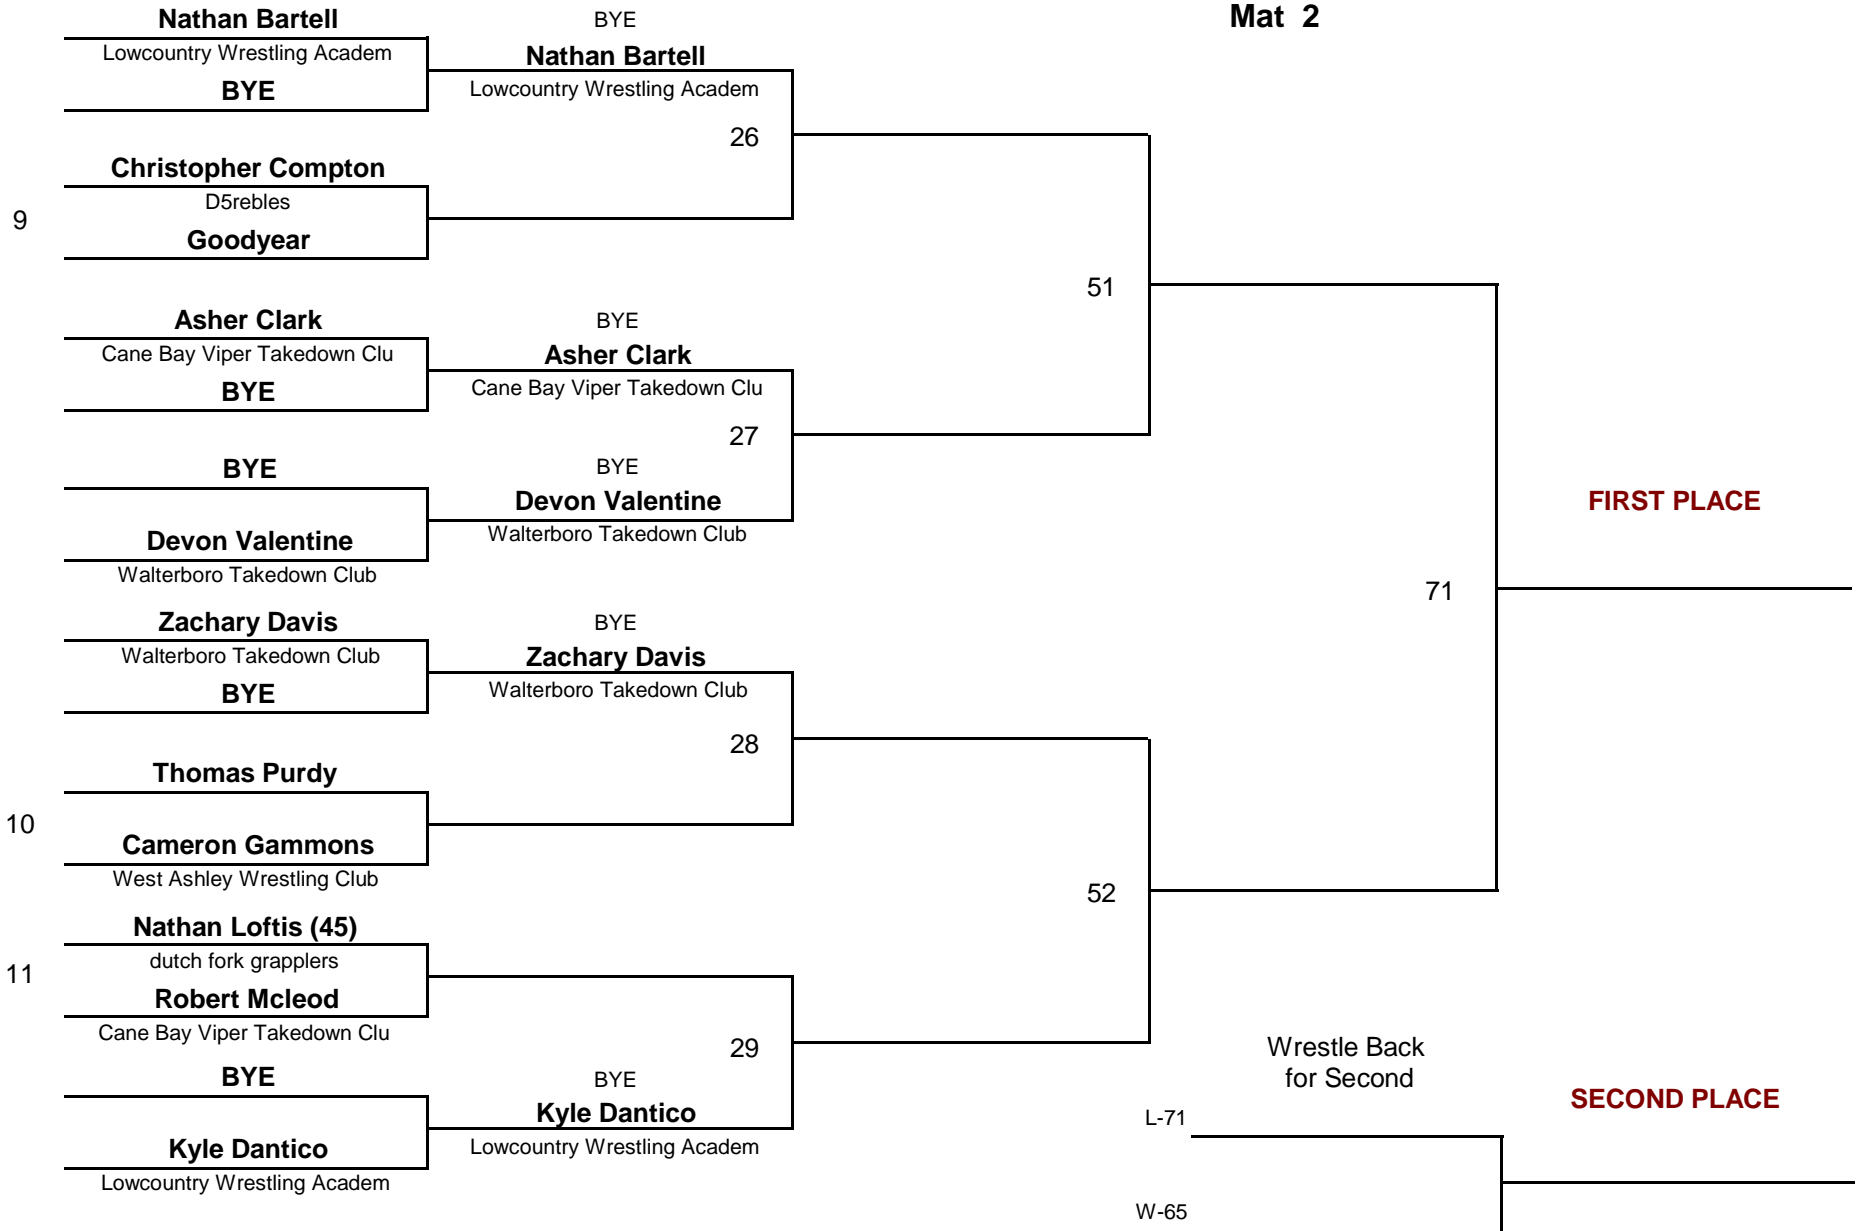 Mat 2
Nathan Bartell
Lowcountry Wrestling Academ
BYE
BYE
Nathan Bartell
Lowcountry Wrestling Academ
26
9
Christopher Compton
D5rebles
Goodyear
51
Asher Clark
Cane Bay Viper Takedown Clu
BYE
BYE
Asher Clark
Cane Bay Viper Takedown Clu
27
BYE
Devon Valentine
Walterboro Takedown Club
BYE
Devon Valentine
Walterboro Takedown Club
FIRST PLACE
71
Zachary Davis
Walterboro Takedown Club
BYE
BYE
Zachary Davis
Walterboro Takedown Club
28
10
Thomas Purdy
Cameron Gammons
West Ashley Wrestling Club
52
11
Nathan Loftis (45)
dutch fork grapplers
Robert Mcleod
Cane Bay Viper Takedown Clu
29
BYE
Kyle Dantico
Lowcountry Wrestling Academ
BYE
Kyle Dantico
Lowcountry Wrestling Academ
Wrestle Back
for Second
SECOND PLACE
L-71
W-65